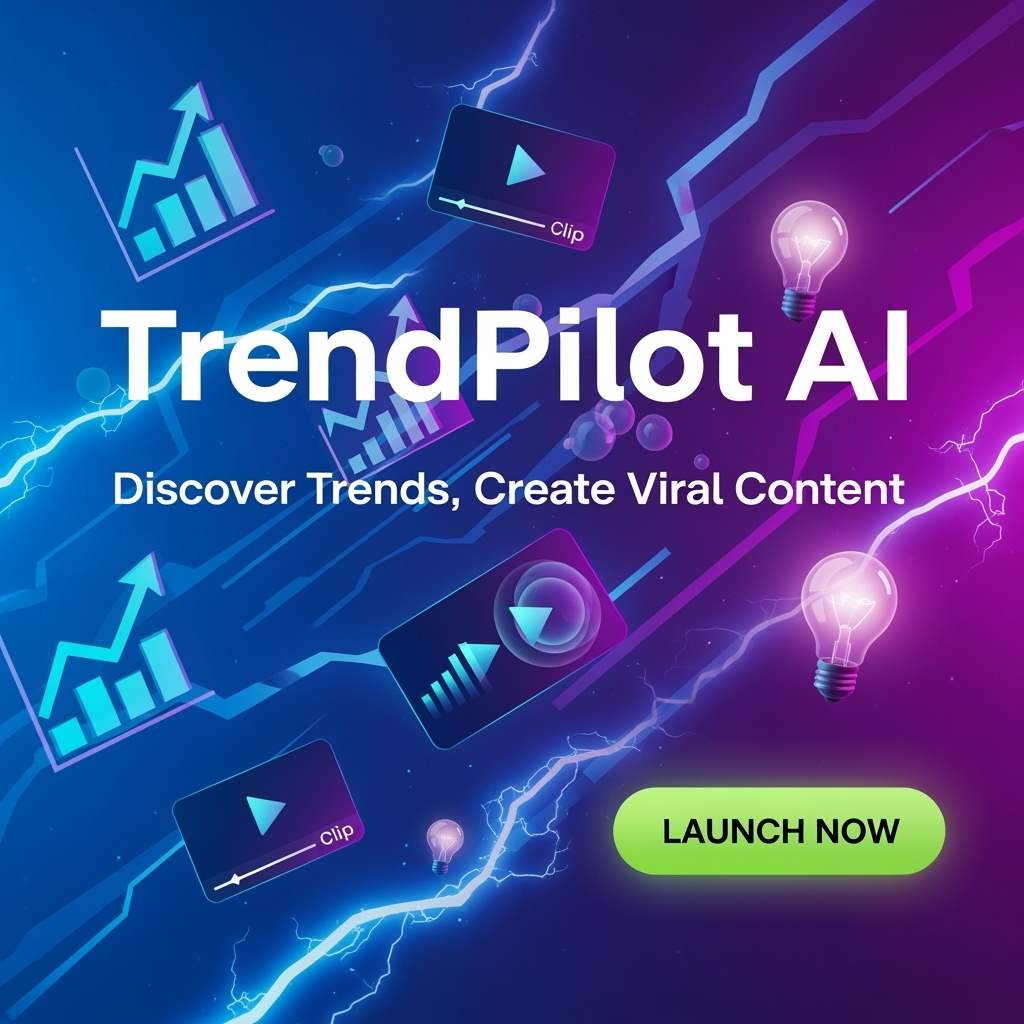 Clip
TrendPilot AI
Discover Trends, Create Viral Content
Clip
LAUNCH NOW